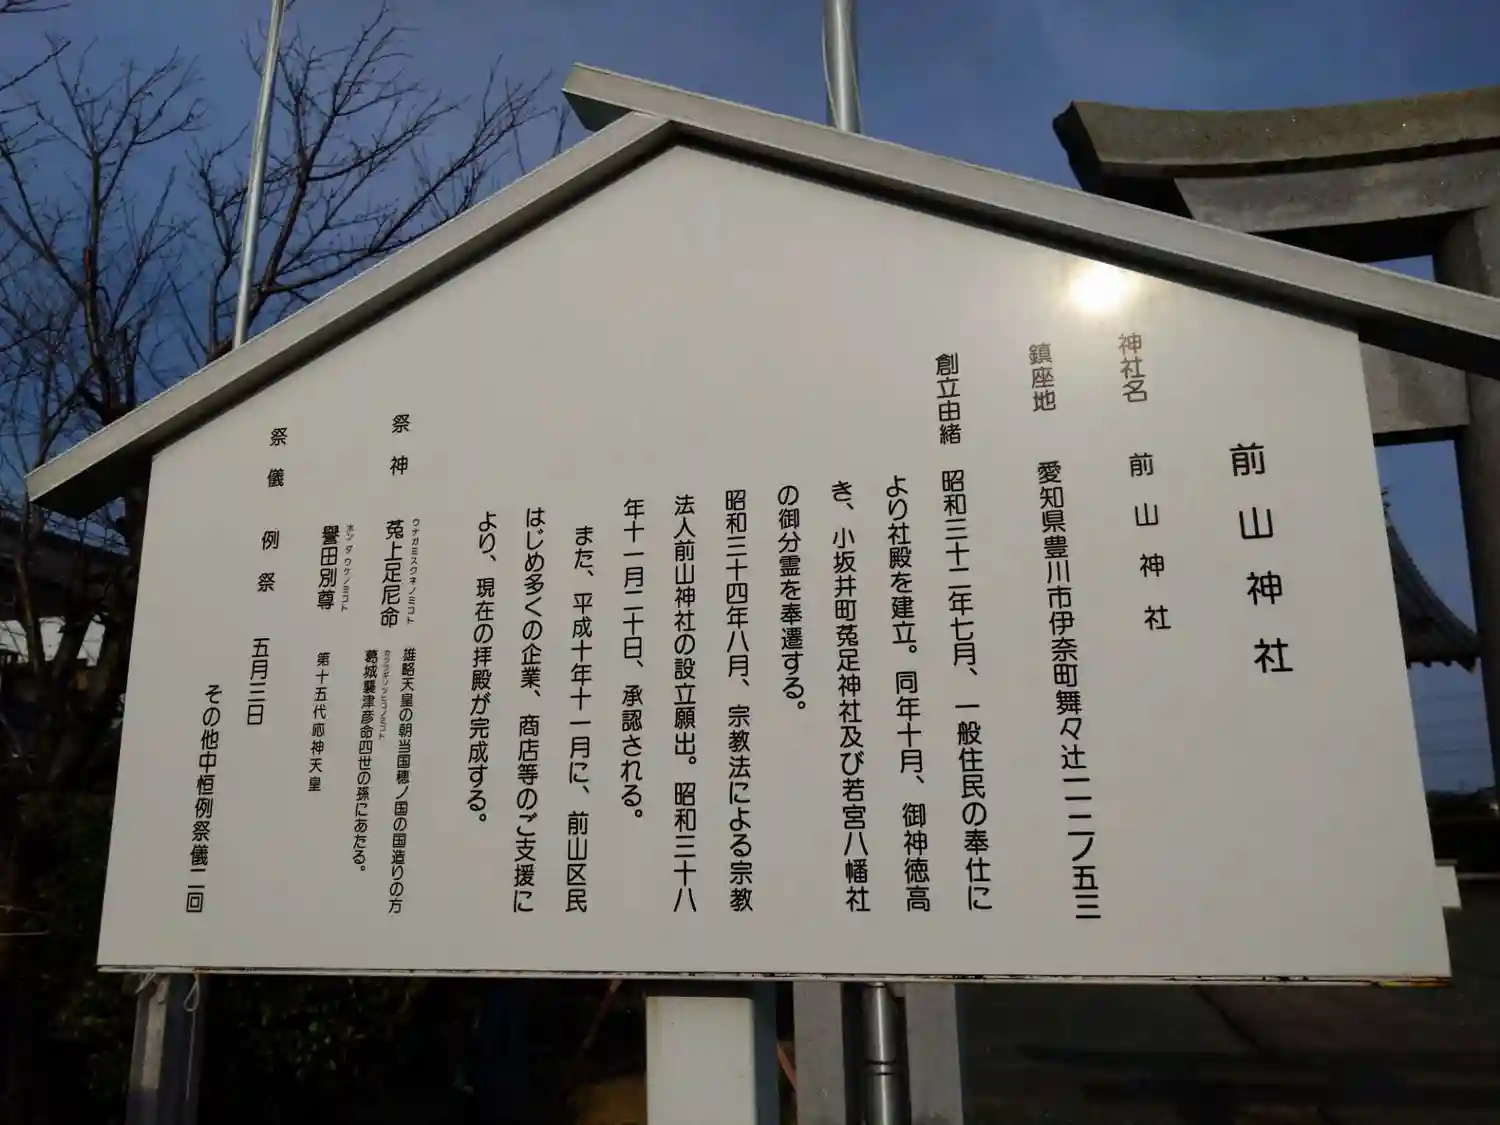 前山神社
神社名 前山神社
鎮座地 愛知県豊川市伊奈町舞々辻一一二ノ五三
創立由緒 昭和三十二年七月、一般住民の奉仕に
より社殿を建立。同年十月、御神徳高
き、小坂井町菟足神社及び若宮八幡社
の御分霊を奉遷する。
昭和三十四年八月、宗教法による宗教
法人前山神社の設立願出。昭和三十八
年十一月二十日、承認される。
また、平成十年十一月に、前山区民
はじめ多くの企業、商店等のご支援に
より、現在の拝殿が完成する。
祭神 菟上足尼命 雄略天皇の朝当国穂ノ国の国造りの方
ウナガミスクネノミコト
葛城襲津彦命四世の孫にあたる。
カツラギソツヒコノミコト
譽田別尊 第十五代応神天皇
ホンダワケノミコト
祭儀 例祭 五月三日
その他中恒例祭儀二回